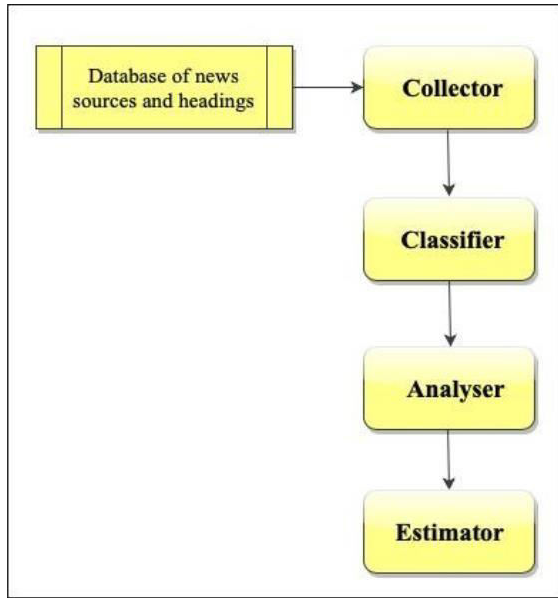 Database of news
sources and headings
Collector
Classifier
Analyser
Estimator